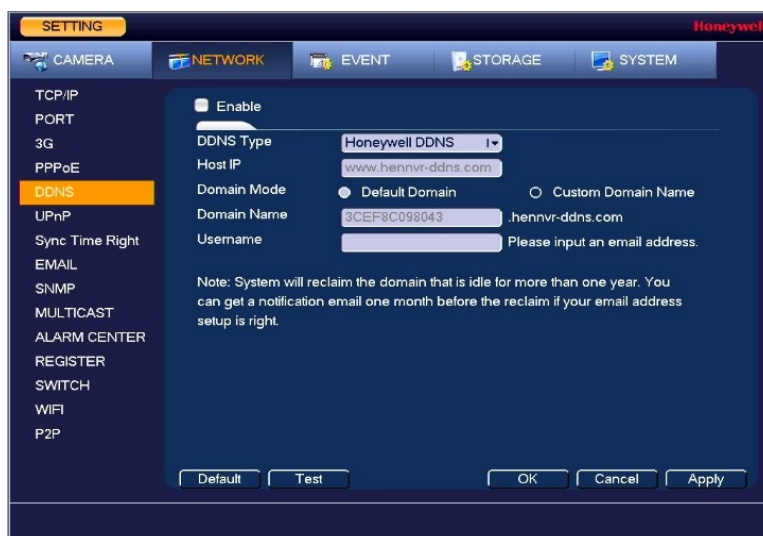 SETTING
Honeywell
CAMERA NETWORK EVENT STORAGE SYSTEM
TCP/IP
PORT
3G
PPPoE
DDNS
UPnP
Sync Time Right
EMAIL
SNMP
MULTICAST
ALARM CENTER
REGISTER
SWITCH
WIFI
P2P
Enable
DDNS Type Honeywell DDNS
Host IP www.hennvr-ddns.com
Domain Mode Default Domain Custom Domain Name
Domain Name 3CEF8C098043 .hennvr-ddns.com
Username Please input an email address.
Note: System will reclaim the domain that is idle for more than one year. You
can get a notification email one month before the reclaim if your email address
setup is right.
Default Test OK Cancel Apply